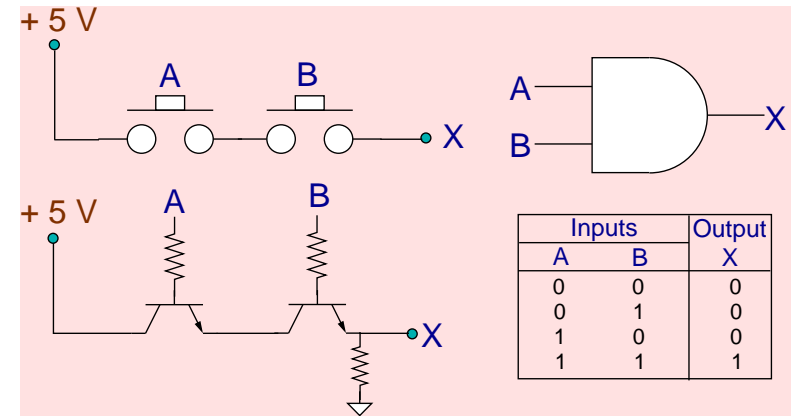 + 5 V
A B
X
A
B
X
+ 5 V
A B
X
Inputs Output
A B X
0 0 0
0 1 0
1 0 0
1 1 1